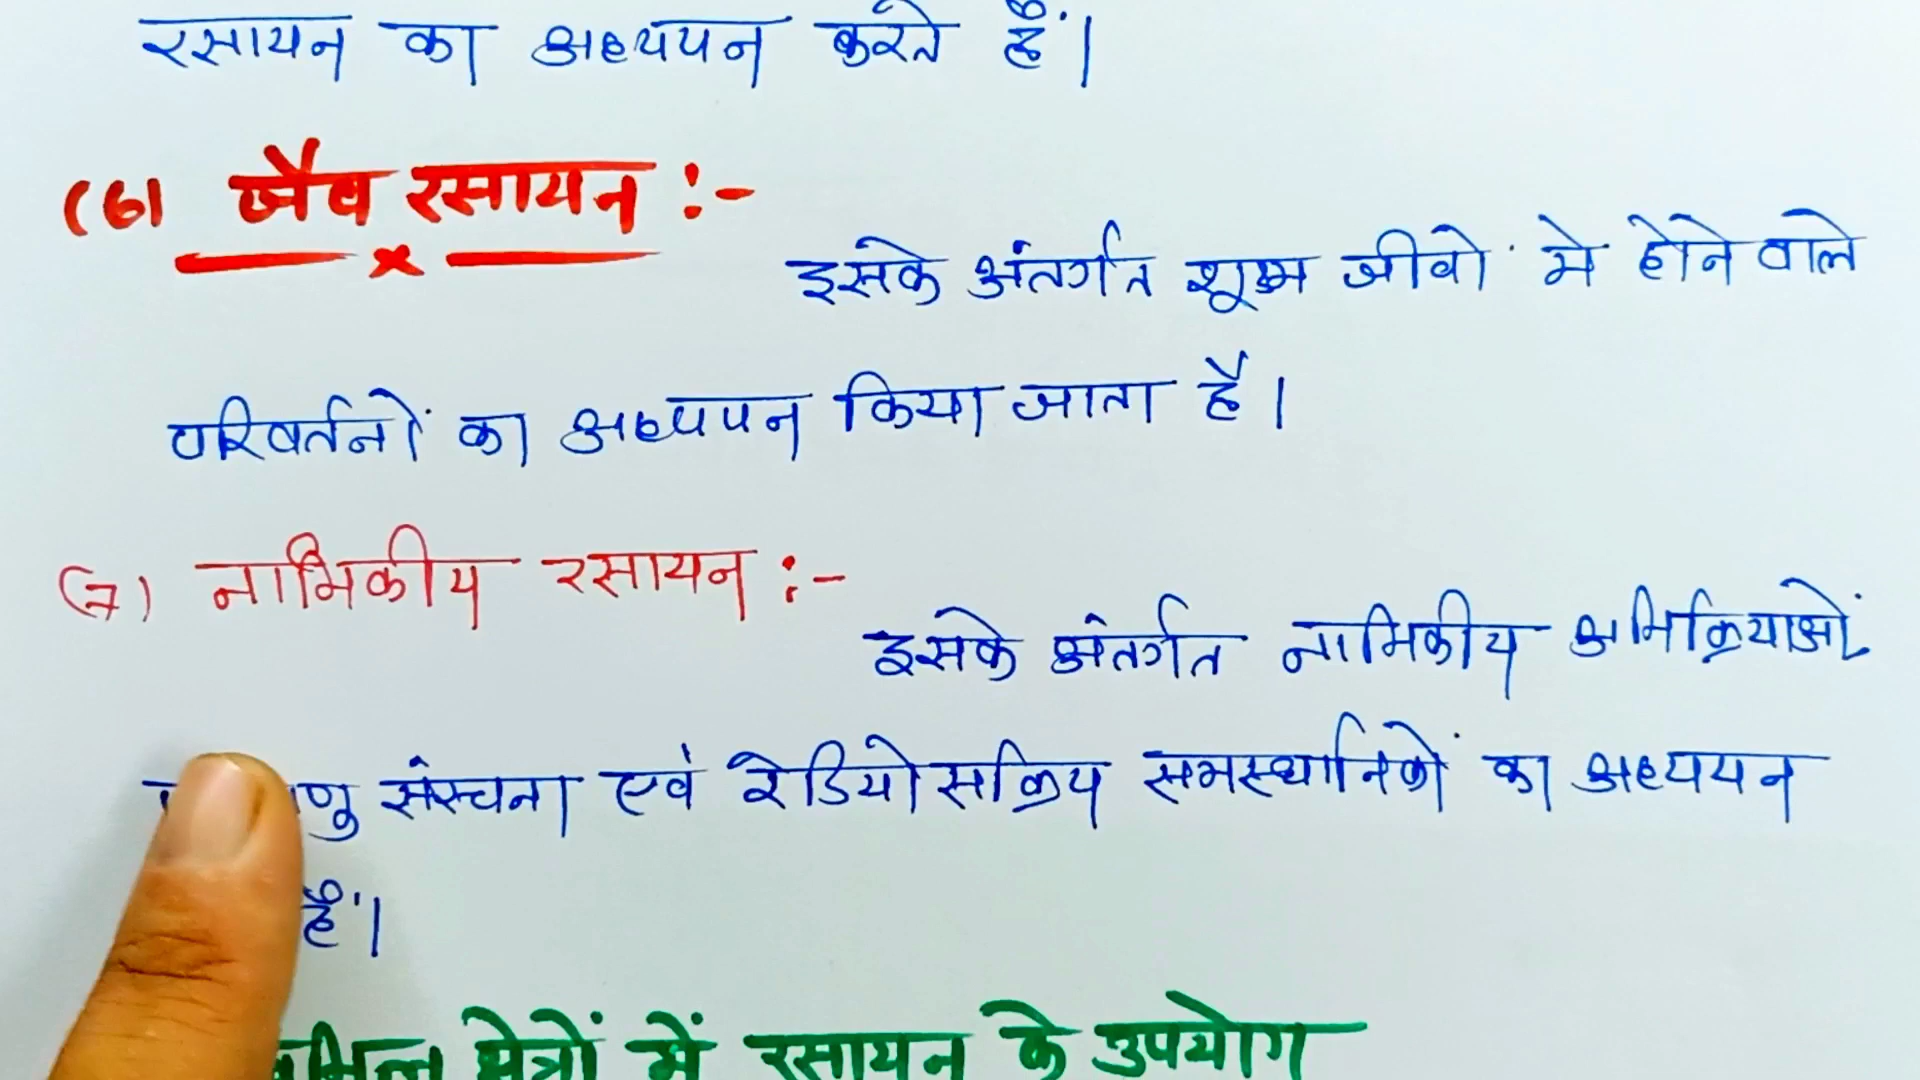 रसायन का अध्ययन करते हैं।
(6) जैव रसायन :-
इसके अंतर्गत शूक्ष्म जीवों मे होने वाले
परिवर्तनों का अध्ययन किया जाता है।
(7) नाभिकीय रसायन :-
इसके अंतर्गत नाभिकीय अभिक्रियाओं
संरचना एवं रेडियो सक्रिय समस्थानिकों का अध्ययन
हैं।
क्षेत्रों में रसायन के उपयोग